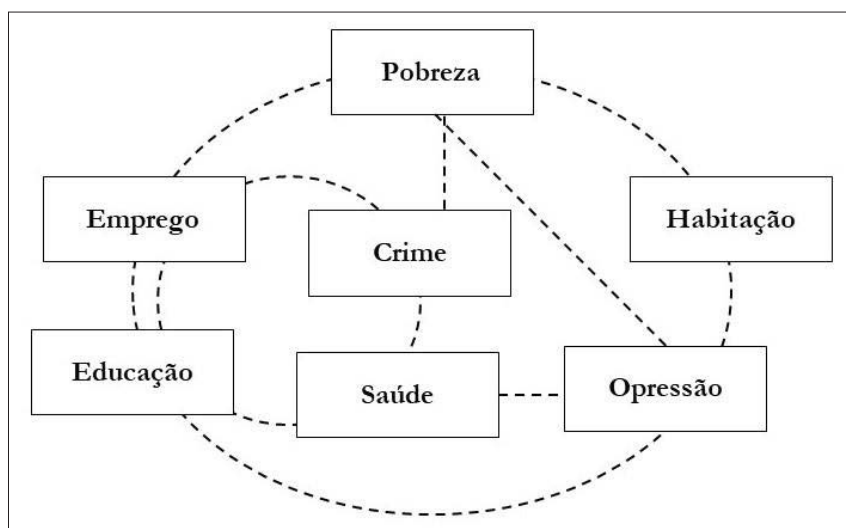 Pobreza
Emprego
Habitação
Crime
Educação
Saúde
Opressão